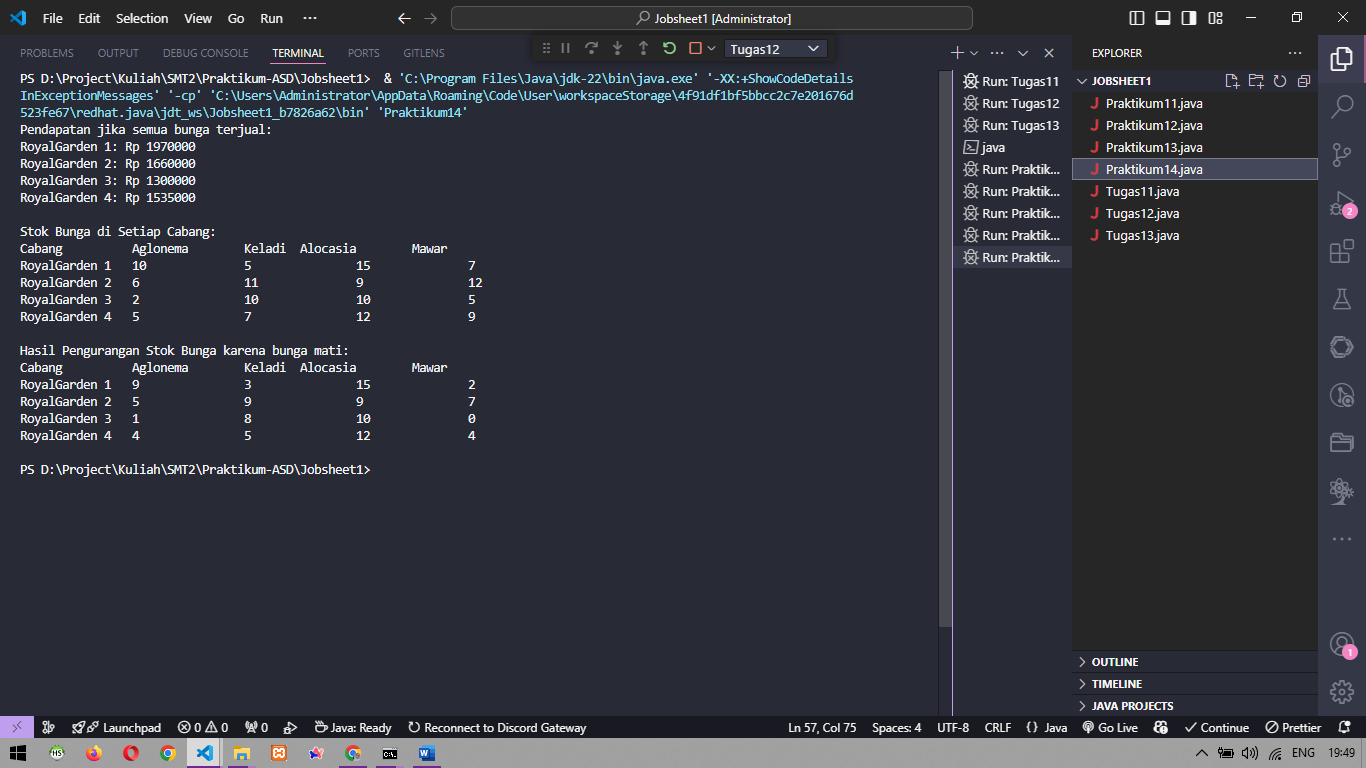 File Edit Selection View Go Run ··· Jobsheet1 [Administrator]
PROBLEMS OUTPUT DEBUG CONSOLE TERMINAL PORTS GITLENS
Tugas12
PS D:\Project\Kuliah\SMT2\Praktikum-ASD\Jobsheet1> & 'C:\Program Files\Java\jdk-22\bin\java.exe' '-XX:+ShowCodeDetails
InExceptionMessages' '-cp' 'C:\Users\Administrator\AppData\Roaming\Code\User\workspaceStorage\4f91df1bf5bbcc2c7e201676d
523fe67\redhat.java\jdt_ws\Jobsheet1_b7826a62\bin' 'Praktikum14'
Pendapatan jika semua bunga terjual:
RoyalGarden 1: Rp 1970000
RoyalGarden 2: Rp 1660000
RoyalGarden 3: Rp 1300000
RoyalGarden 4: Rp 1535000
Stok Bunga di Setiap Cabang:
Cabang Aglonema Keladi Alocasia Mawar
RoyalGarden 1 10 5 15 7
RoyalGarden 2 6 11 9 12
RoyalGarden 3 2 10 10 5
RoyalGarden 4 5 7 12 9
Hasil Pengurangan Stok Bunga karena bunga mati:
Cabang Aglonema Keladi Alocasia Mawar
RoyalGarden 1 9 3 15 2
RoyalGarden 2 5 9 9 7
RoyalGarden 3 1 8 10 0
RoyalGarden 4 4 5 12 4
PS D:\Project\Kuliah\SMT2\Praktikum-ASD\Jobsheet1>
Run: Tugas11
Run: Tugas12
Run: Tugas13
java
Run: Praktik...
Run: Praktik...
Run: Praktik...
Run: Praktik...
Run: Praktik...
EXPLORER
JOBSHEET1
J Praktikum11.java
J Praktikum12.java
J Praktikum13.java
J Praktikum14.java
J Tugas11.java
J Tugas12.java
J Tugas13.java
OUTLINE
TIMELINE
JAVA PROJECTS
2
1
Launchpad 0 0 0 Java: Ready Reconnect to Discord Gateway Ln 57, Col 75 Spaces: 4 UTF-8 CRLF {} Java Go Live Continue Prettier
HS W ENG 19:49